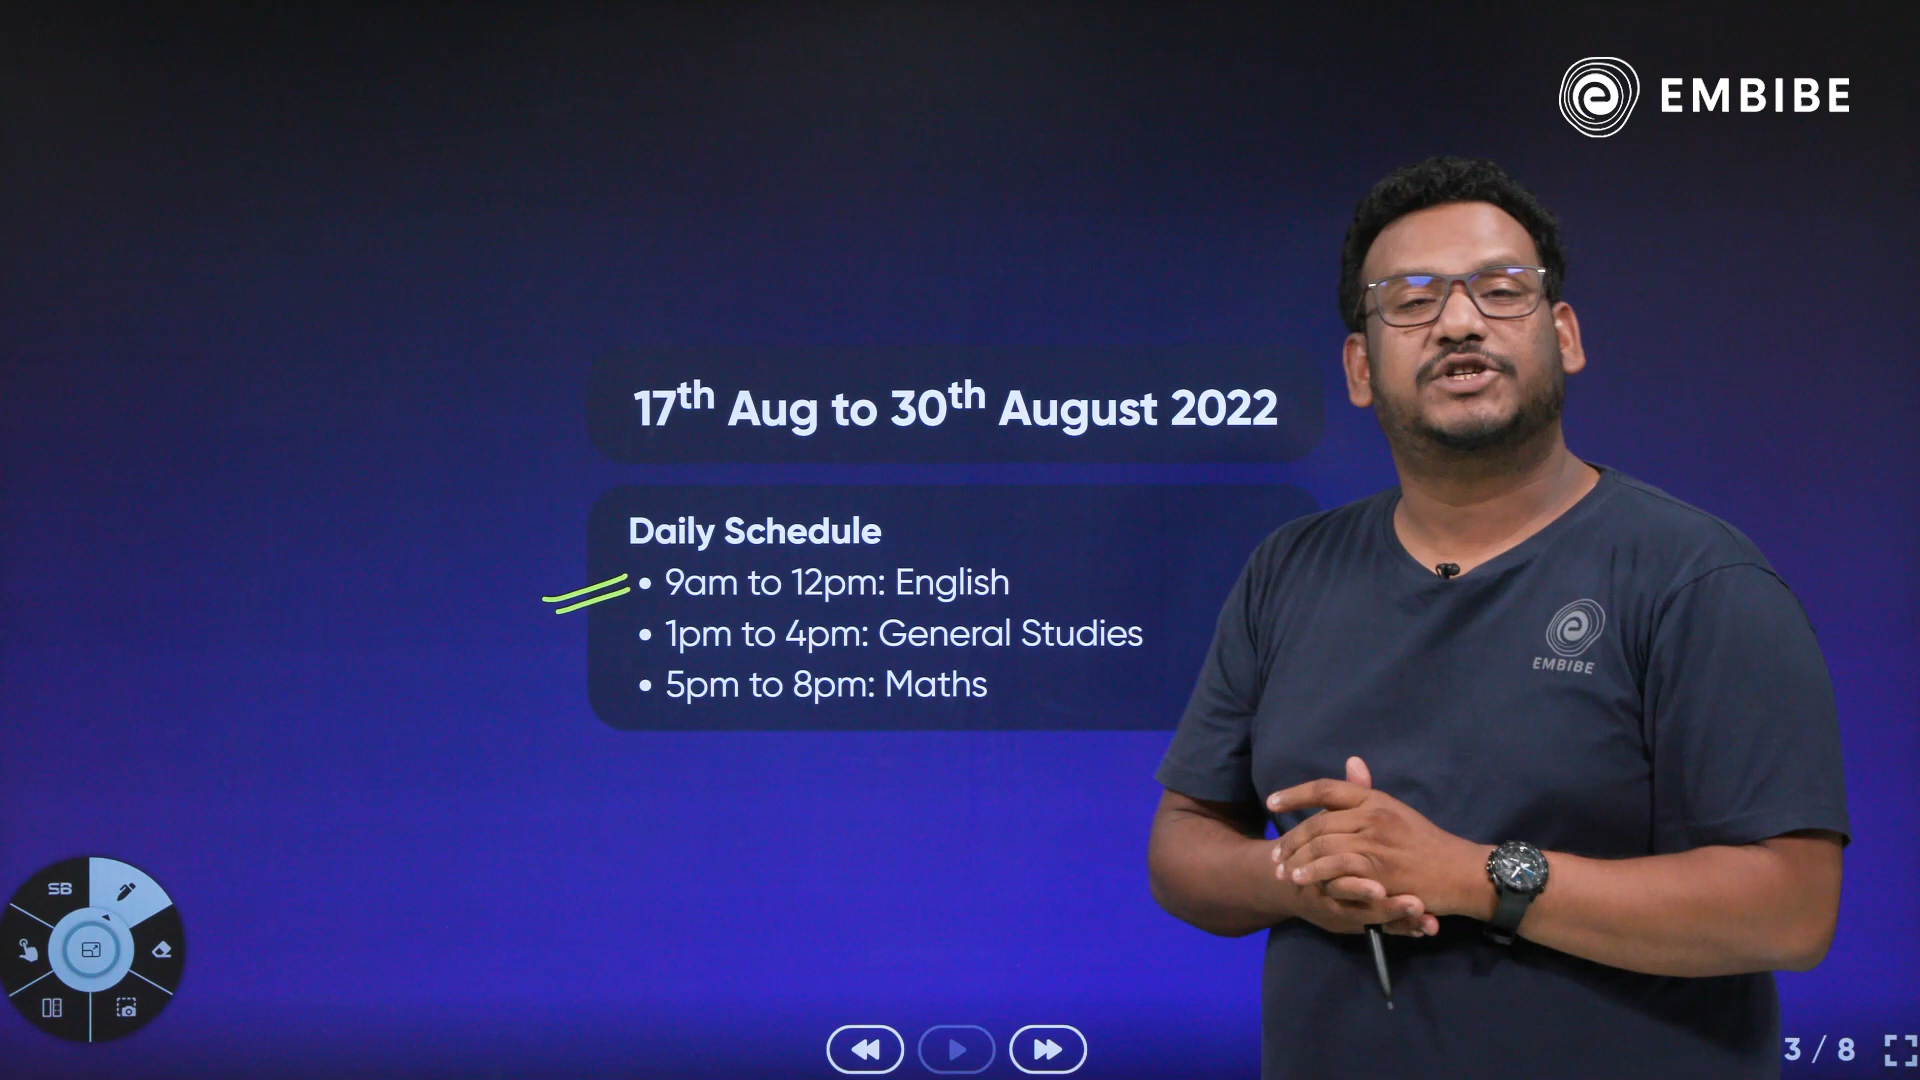 EMBIBE
17th Aug to 30th August 2022
Daily Schedule
• 9am to 12pm: English
• 1pm to 4pm: General Studies
• 5pm to 8pm: Maths
EMBIBE
SB
3 / 8